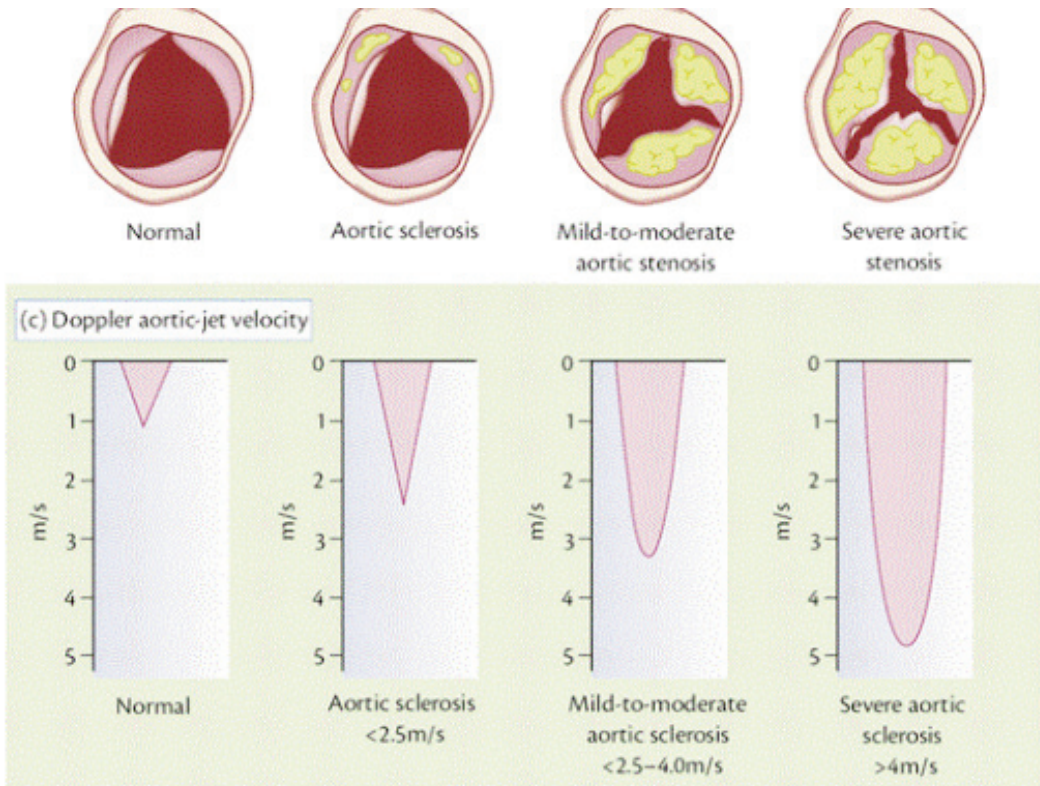 Normal
Aortic sclerosis
Mild-to-moderate
aortic stenosis
Severe aortic
stenosis
(c) Doppler aortic-jet velocity
0
1
2
3
4
5
m/s
Normal
0
1
2
3
4
5
m/s
Aortic sclerosis
<2.5m/s
0
1
2
3
4
5
m/s
Mild-to-moderate
aortic sclerosis
<2.5–4.0m/s
0
1
2
3
4
5
m/s
Severe aortic
sclerosis
>4m/s